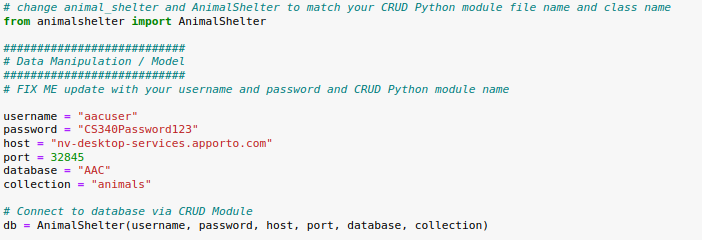 # change animal_shelter and AnimalShelter to match your CRUD Python module file name and class name
from animalshelter import AnimalShelter
###########################
# Data Manipulation / Model
###########################
# FIX ME update with your username and password and CRUD Python module name
username = "aacuser"
password = "CS340Password123"
host = "nv-desktop-services.apporto.com"
port = 32845
database = "AAC"
collection = "animals"
# Connect to database via CRUD Module
db = AnimalShelter(username, password, host, port, database, collection)